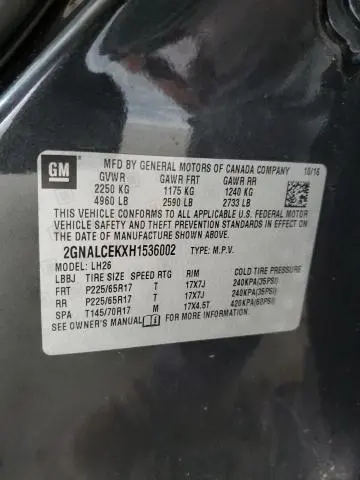 GM
MFD BY GENERAL MOTORS OF CANADA COMPANY 10/16
GVWR GAWR FRT GAWR RR
2250 KG 1175 KG 1240 KG
4960 LB 2590 LB 2733 LB
THIS VEHICLE CONFORMS TO ALL APPLICABLE U.S. FEDERAL MOTOR
VEHICLE SAFETY AND THEFT PREVENTION STANDARDS IN EFFECT
ON THE DATE OF MANUFACTURE SHOWN ABOVE.
2GNALCEKXH1536002 TYPE: M.P.V.
MODEL: LH26
LBBJ TIRE SIZE SPEED RTG RIM COLD TIRE PRESSURE
FRT P225/65R17 T 17X7J 240KPA(35PSI)
RR P225/65R17 T 17X7J 240KPA(35PSI)
SPA T145/70R17 M 17X4.5T 420KPA(60PSI)
SEE OWNER'S MANUAL FOR MORE INFORMATION.